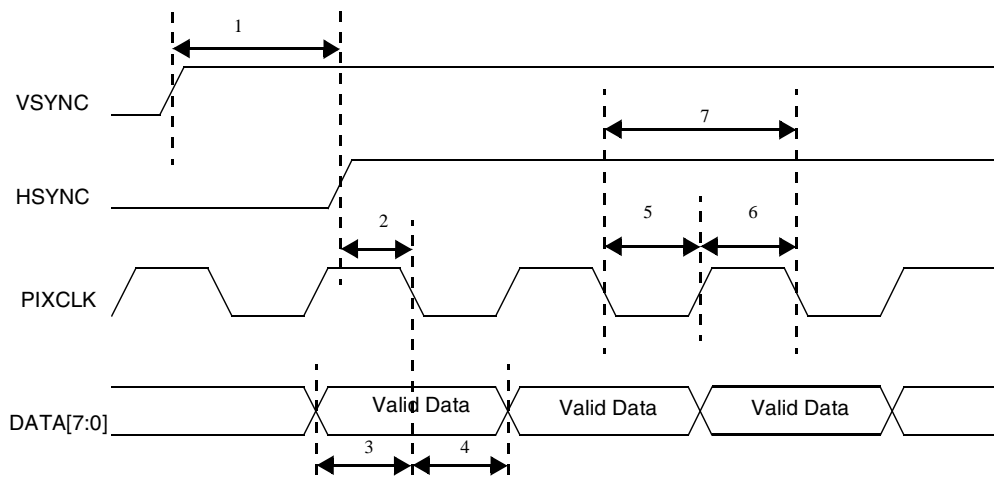 1
VSYNC
7
HSYNC
2
5
6
PIXCLK
Valid Data
Valid Data
Valid Data
DATA[7:0]
3
4